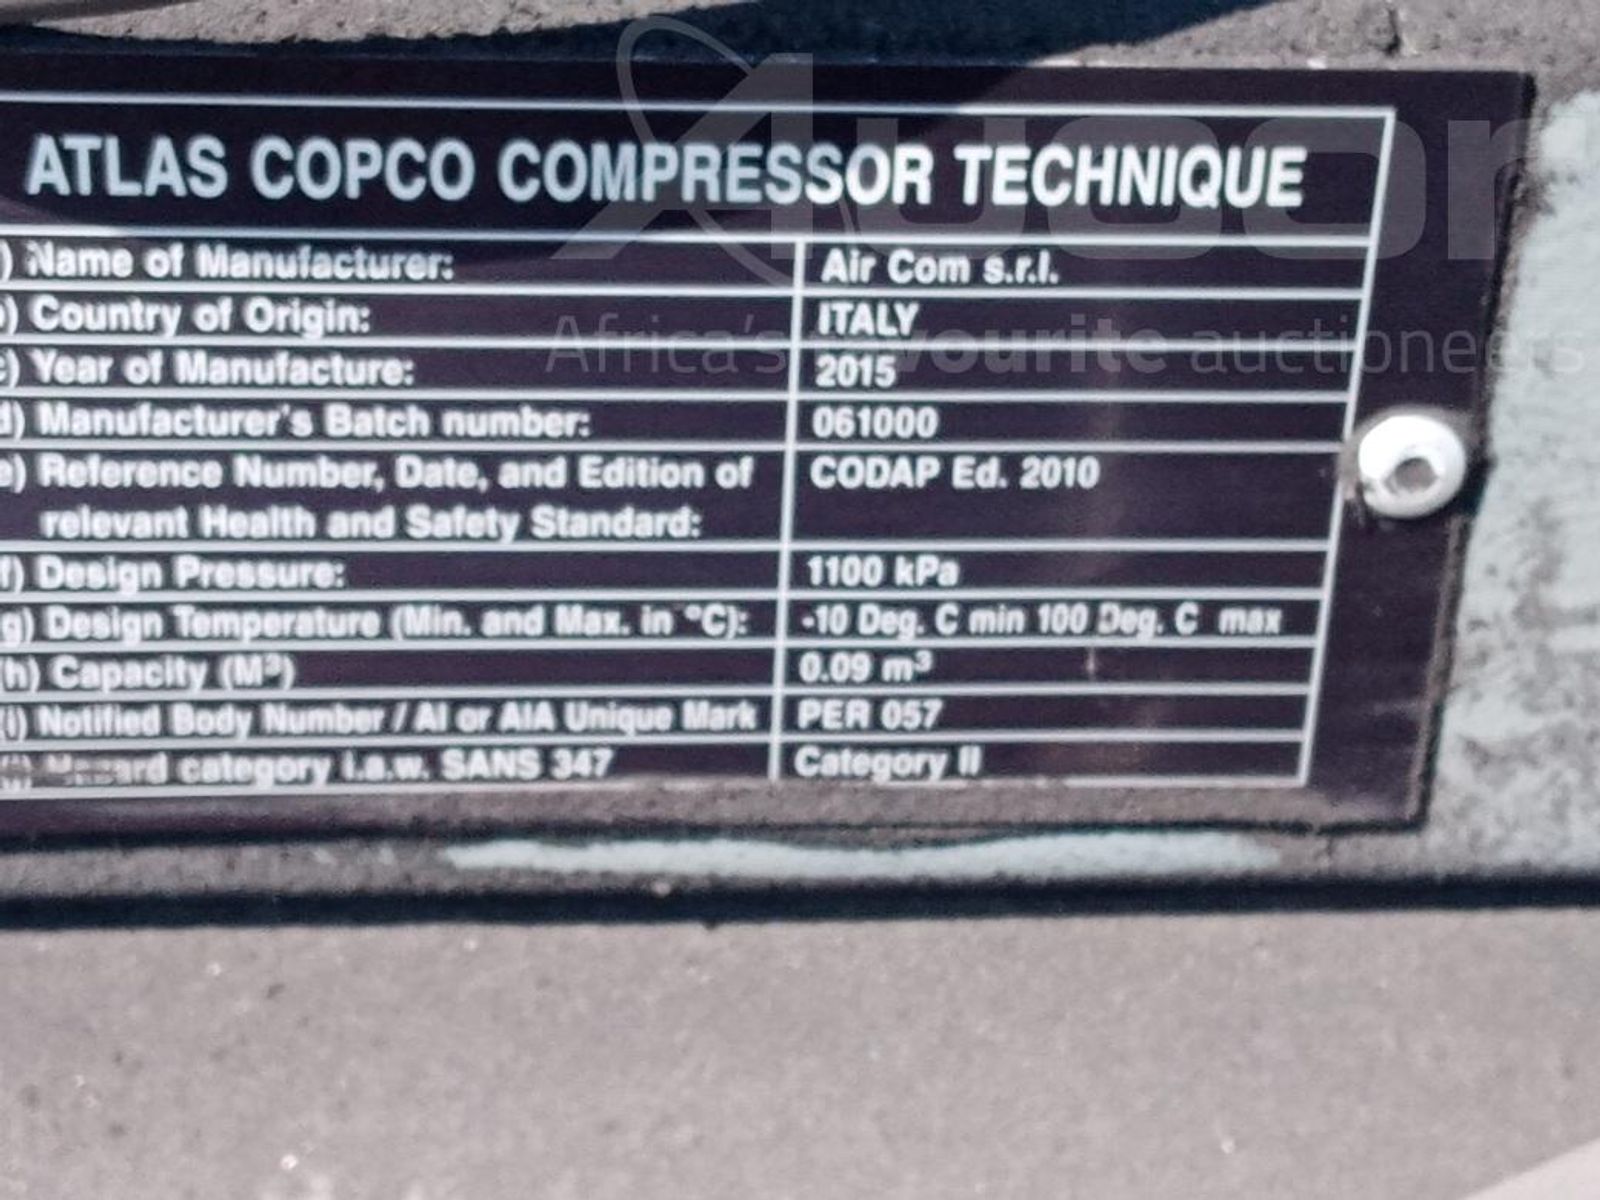 ATLAS COPCO COMPRESSOR TECHNIQUE
) Name of Manufacturer: Air Com s.r.l.
) Country of Origin: ITALY
) Year of Manufacture: 2015
d) Manufacturer's Batch number: 061000
e) Reference Number, Date, and Edition of CODAP Ed. 2010
relevant Health and Safety Standard:
f) Design Pressure: 1100 kPa
(g) Design Temperature (Min. and Max. in °C): -10 Deg. C min 100 Deg. C max
(h) Capacity (M³) 0.09 m³
(i) Notified Body Number / AI or AIA Unique Mark PER 057
(j) Hazard category i.a.w. SANS 347 Category II
Aucor
Africa's favourite auctioneers